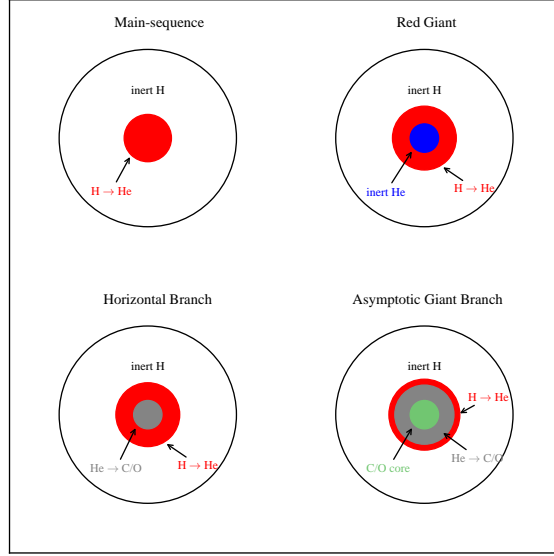 Main-sequence
inert H
H → He
Red Giant
inert H
inert He
H → He
Horizontal Branch
inert H
He → C/O
H → He
Asymptotic Giant Branch
inert H
H → He
He → C/O
C/O core